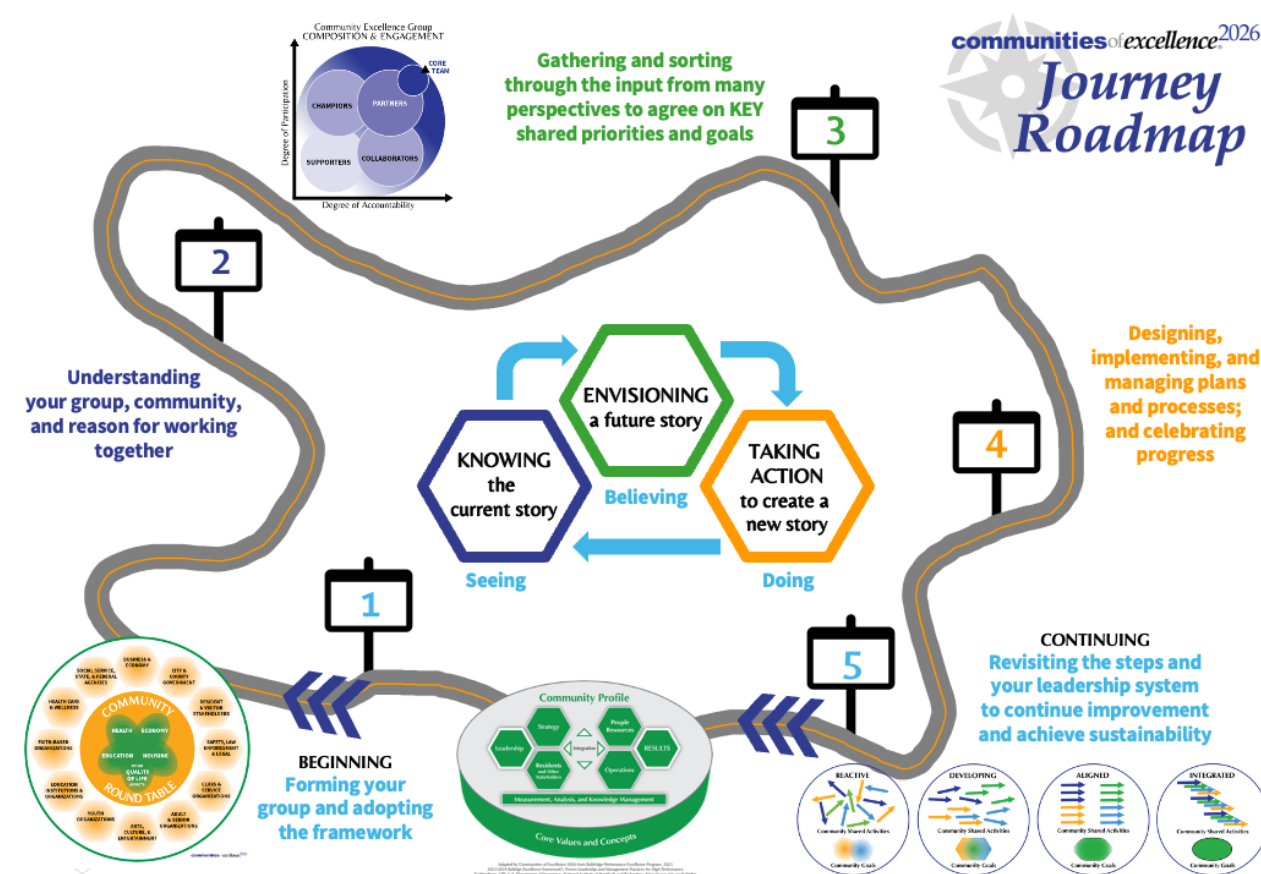 Community Excellence Group
COMPOSITION & ENGAGEMENT
CORE
TEAM
CHAMPIONS
PARTNERS
SUPPORTERS
COLLABORATORS
Degree of Participation
Degree of Accountability
Gathering and sorting
through the input from many
perspectives to agree on KEY
shared priorities and goals
communities of excellence® 2026
Journey
Roadmap
3
2
Understanding
your group, community,
and reason for working
together
ENVISIONING
a future story
KNOWING
the
current story
TAKING
ACTION
to create a
new story
Believing
Seeing
Doing
Designing,
implementing, and
managing plans
and processes;
and celebrating
progress
4
1
5
CONTINUING
Revisiting the steps and
your leadership system
to continue improvement
and achieve sustainability
BEGINNING
Forming your
group and adopting
the framework
BUSINESS &
ECONOMY
CITY &
COUNTY
GOVERNMENT
RESIDENT
& VISITOR
STAKEHOLDERS
SAFETY, LAW
ENFORCEMENT
& LEGAL
CLUBS &
SERVICE
ORGANIZATIONS
ADULT
& SENIOR
ORGANIZATIONS
ARTS,
CULTURE, &
ENTERTAINMENT
YOUTH
ORGANIZATIONS
EDUCATION
INSTITUTIONS &
ORGANIZATIONS
FAITH-BASED
ORGANIZATIONS
HEALTH CARE
& WELLNESS
SOCIAL SERVICE,
STATE, & FEDERAL
AGENCIES
COMMUNITY
HEALTH
ECONOMY
EDUCATION
HOUSING
QUALITY
OF LIFE
ROUND TABLE
Community Profile
Strategy
People
Resources
Leadership
Integration
RESULTS
Residents
and Other
Stakeholders
Operations
Measurement, Analysis, and Knowledge Management
Core Values and Concepts
REACTIVE
Community Shared Activities
Community Goals
DEVELOPING
Community Shared Activities
Community Goals
ALIGNED
Community Shared Activities
Community Goals
INTEGRATED
Community Shared Activities
Community Goals